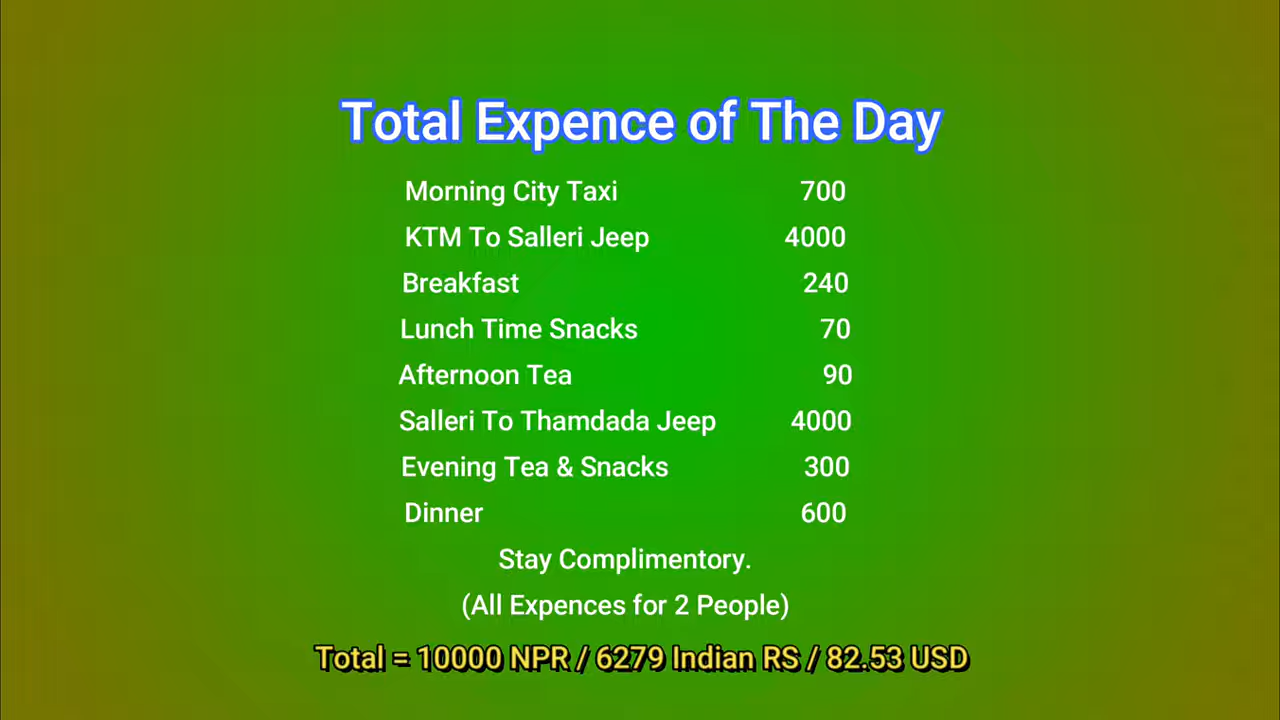 Total Expence of The Day
Morning City Taxi 700
KTM To Salleri Jeep 4000
Breakfast 240
Lunch Time Snacks 70
Afternoon Tea 90
Salleri To Thamdada Jeep 4000
Evening Tea & Snacks 300
Dinner 600
Stay Complimentory.
(All Expences for 2 People)
Total = 10000 NPR / 6279 Indian RS / 82.53 USD